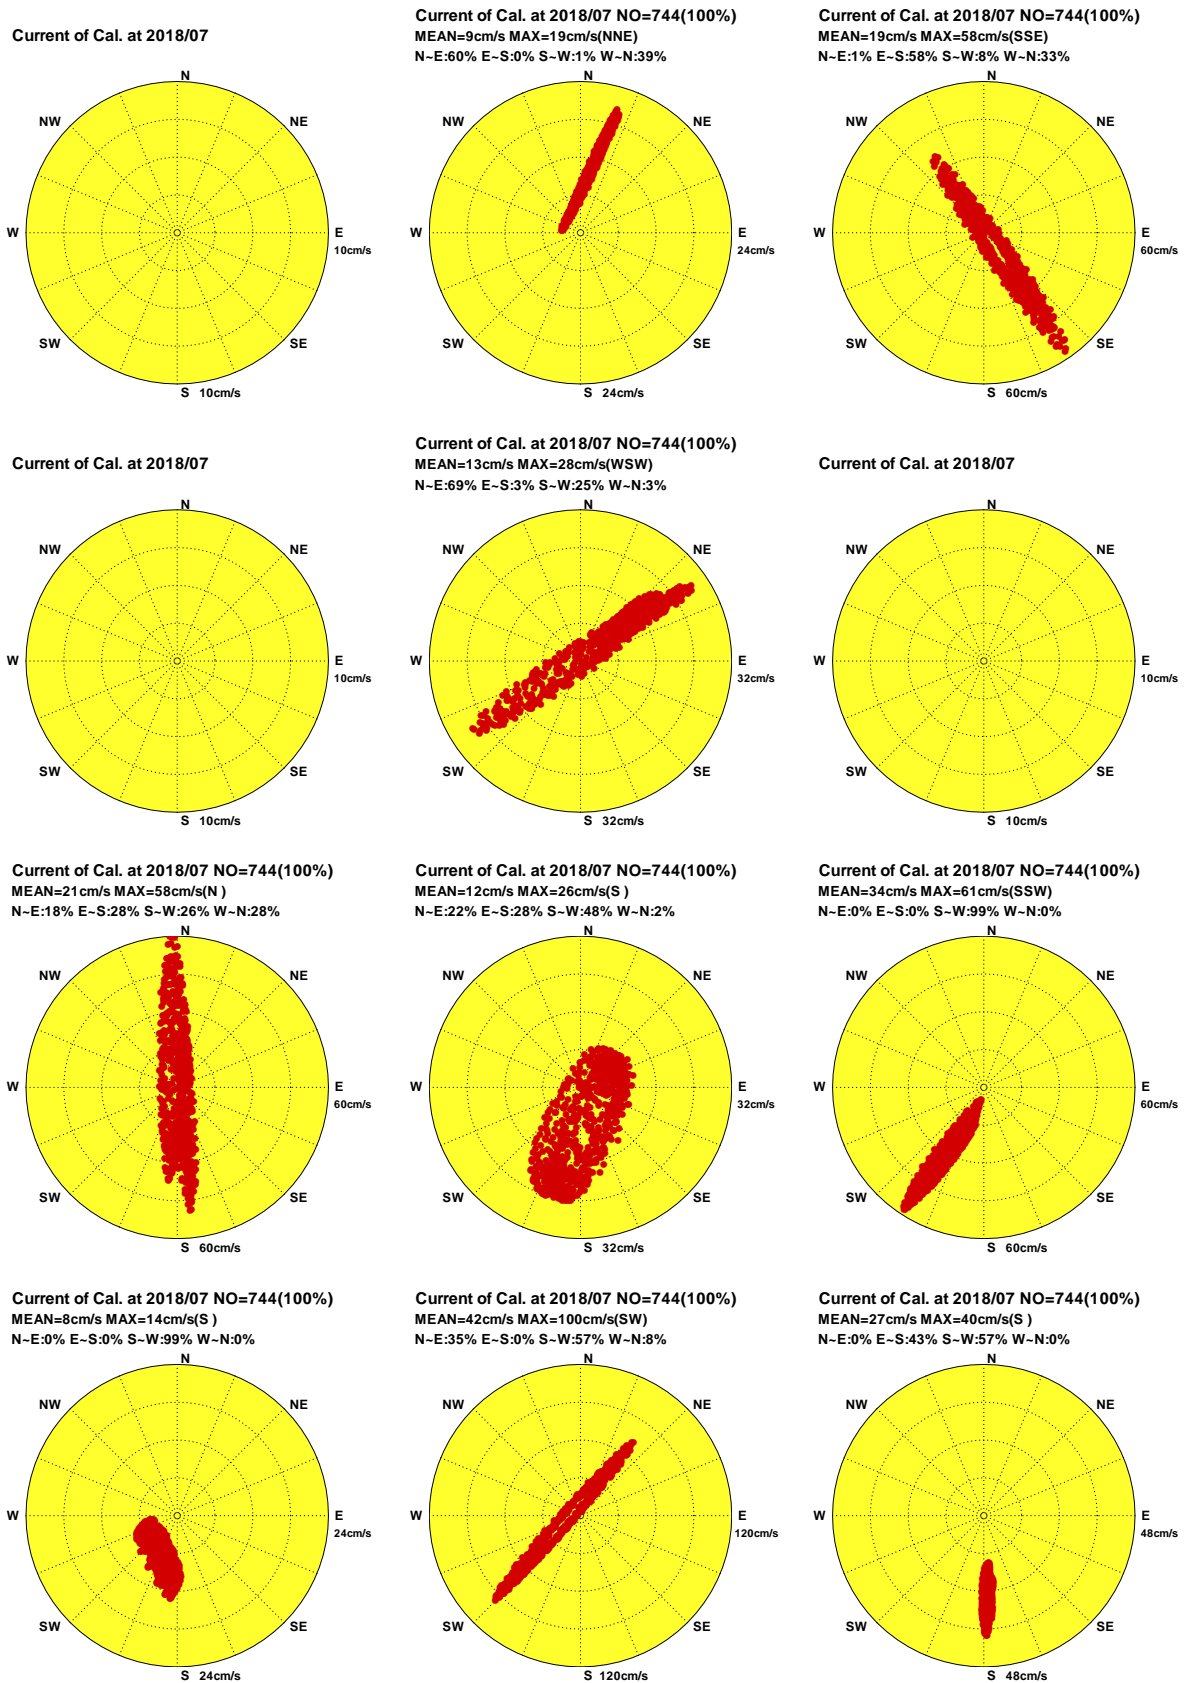 Current of Cal. at 2018/07
N
NW
NE
W
E
10cm/s
SW
SE
S 10cm/s
Current of Cal. at 2018/07 NO=744(100%)
MEAN=9cm/s MAX=19cm/s(NNE)
N~E:60% E~S:0% S~W:1% W~N:39%
N
NW
NE
W
E
24cm/s
SW
SE
S 24cm/s
Current of Cal. at 2018/07 NO=744(100%)
MEAN=19cm/s MAX=58cm/s(SSE)
N~E:1% E~S:58% S~W:8% W~N:33%
N
NW
NE
W
E
60cm/s
SW
SE
S 60cm/s
Current of Cal. at 2018/07
N
NW
NE
W
E
10cm/s
SW
SE
S 10cm/s
Current of Cal. at 2018/07 NO=744(100%)
MEAN=13cm/s MAX=28cm/s(WSW)
N~E:69% E~S:3% S~W:25% W~N:3%
N
NW
NE
W
E
32cm/s
SW
SE
S 32cm/s
Current of Cal. at 2018/07
N
NW
NE
W
E
10cm/s
SW
SE
S 10cm/s
Current of Cal. at 2018/07 NO=744(100%)
MEAN=21cm/s MAX=58cm/s(N )
N~E:18% E~S:28% S~W:26% W~N:28%
N
NW
NE
W
E
60cm/s
SW
SE
S 60cm/s
Current of Cal. at 2018/07 NO=744(100%)
MEAN=12cm/s MAX=26cm/s(S )
N~E:22% E~S:28% S~W:48% W~N:2%
N
NW
NE
W
E
32cm/s
SW
SE
S 32cm/s
Current of Cal. at 2018/07 NO=744(100%)
MEAN=34cm/s MAX=61cm/s(SSW)
N~E:0% E~S:0% S~W:99% W~N:0%
N
NW
NE
W
E
60cm/s
SW
SE
S 60cm/s
Current of Cal. at 2018/07 NO=744(100%)
MEAN=8cm/s MAX=14cm/s(S )
N~E:0% E~S:0% S~W:99% W~N:0%
N
NW
NE
W
E
24cm/s
SW
SE
S 24cm/s
Current of Cal. at 2018/07 NO=744(100%)
MEAN=42cm/s MAX=100cm/s(SW)
N~E:35% E~S:0% S~W:57% W~N:8%
N
NW
NE
W
E
120cm/s
SW
SE
S 120cm/s
Current of Cal. at 2018/07 NO=744(100%)
MEAN=27cm/s MAX=40cm/s(S )
N~E:0% E~S:43% S~W:57% W~N:0%
N
NW
NE
W
E
48cm/s
SW
SE
S 48cm/s